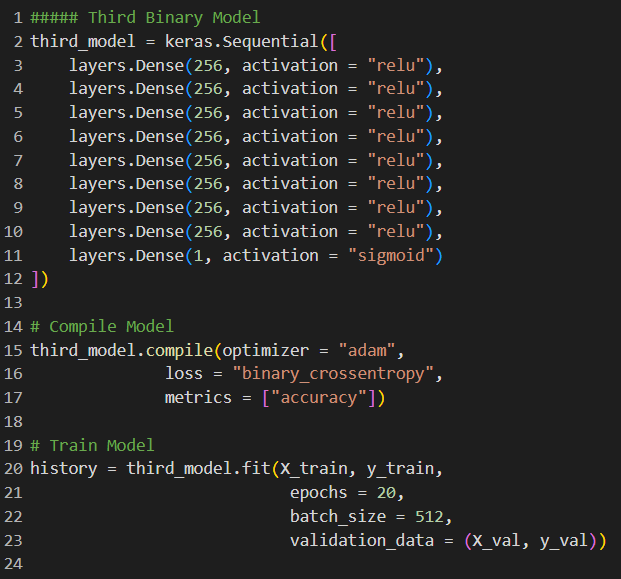 1 ##### Third Binary Model
2 third_model = keras.Sequential([
3     layers.Dense(256, activation = "relu"),
4     layers.Dense(256, activation = "relu"),
5     layers.Dense(256, activation = "relu"),
6     layers.Dense(256, activation = "relu"),
7     layers.Dense(256, activation = "relu"),
8     layers.Dense(256, activation = "relu"),
9     layers.Dense(256, activation = "relu"),
10     layers.Dense(256, activation = "relu"),
11     layers.Dense(1, activation = "sigmoid")
12 ])
13
14 # Compile Model
15 third_model.compile(optimizer = "adam",
16               loss = "binary_crossentropy",
17               metrics = ["accuracy"])
18
19 # Train Model
20 history = third_model.fit(X_train, y_train,
21                           epochs = 20,
22                           batch_size = 512,
23                           validation_data = (X_val, y_val))
24